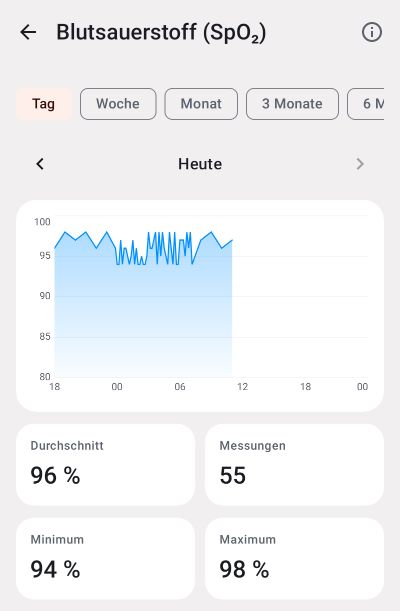 Blutsauerstoff (SpO₂)
Tag Woche Monat 3 Monate 6 M
Heute
100
95
90
85
80
18 00 06 12 18 00
Durchschnitt Messungen
96 % 55
Minimum Maximum
94 % 98 %